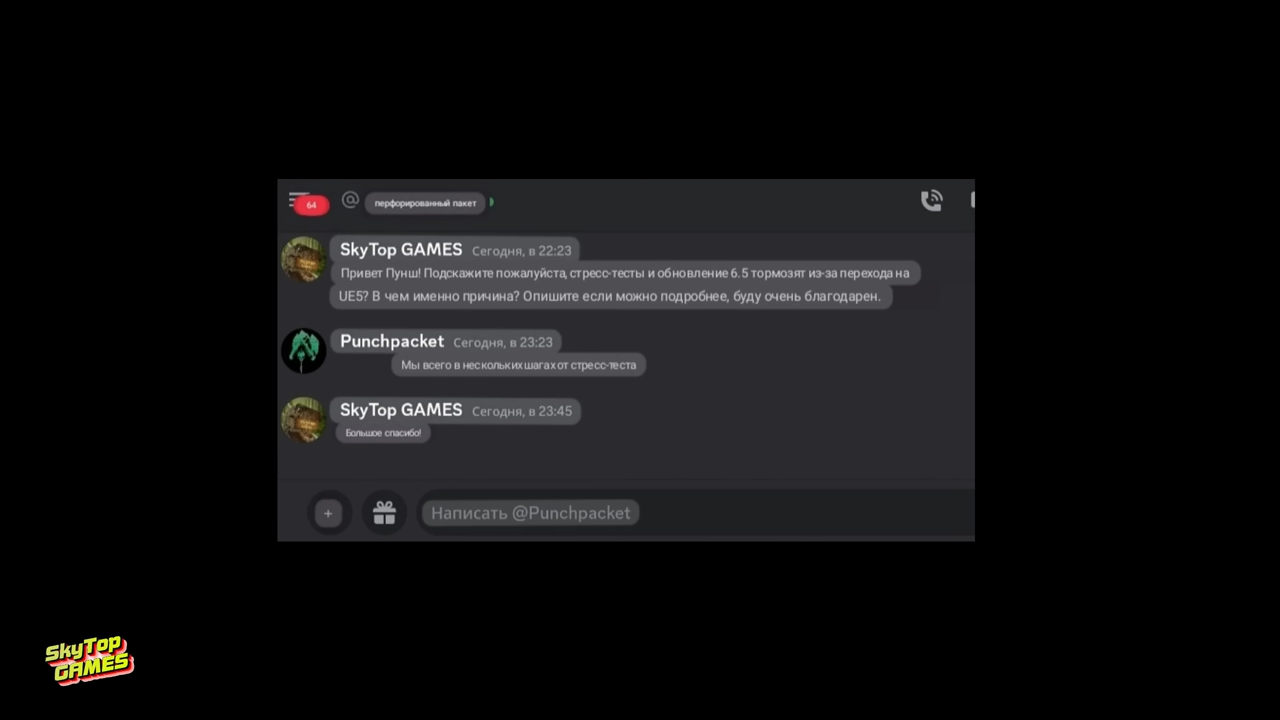 64
@ перфорированный пакет
SkyTop GAMES Сегодня, в 22:23
Привет Пунш! Подскажите пожалуйста, стресс-тесты и обновление 6.5 тормозят из-за перехода на
UE5? В чем именно причина? Опишите если можно подробнее, буду очень благодарен.
Punchpacket Сегодня, в 23:23
Мы всего в нескольких шагах от стресс-теста
SkyTop GAMES Сегодня, в 23:45
Большое спасибо!
+ Написать @Punchpacket
SkyTop
GAMES